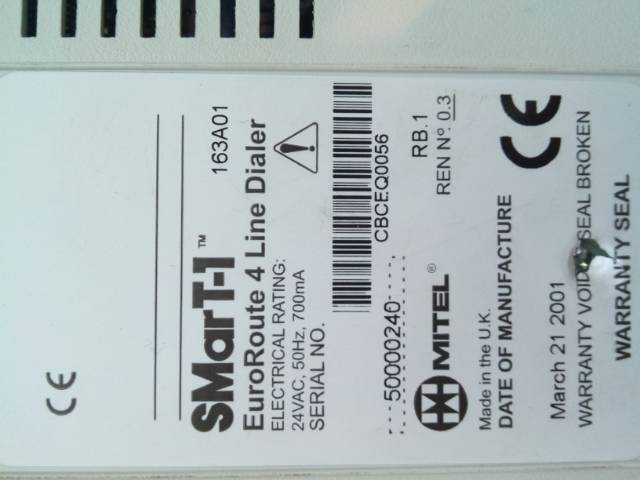 CE
SMarT-1™ 163A01
EuroRoute 4 Line Dialer
ELECTRICAL RATING:
24VAC, 50Hz, 700mA
SERIAL NO.
50000240 CBCEQ0056
MITEL® RB.1
REN Nº. 0.3
Made in the U.K.
DATE OF MANUFACTURE CE
March 21 2001
WARRANTY VOID SEAL BROKEN
WARRANTY SEAL